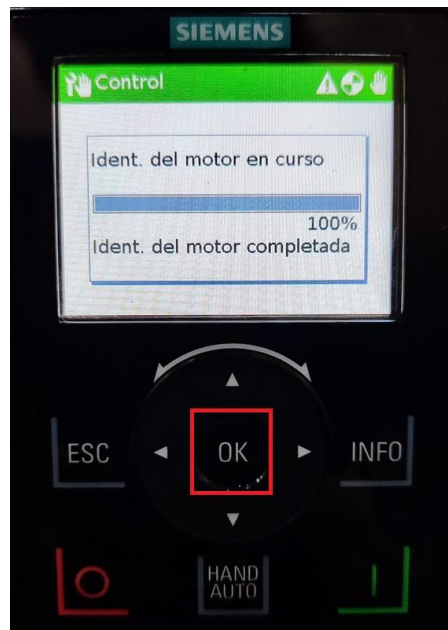 SIEMENS
Control
Ident. del motor en curso
100%
Ident. del motor completada
ESC
OK
INFO
HAND
AUTO